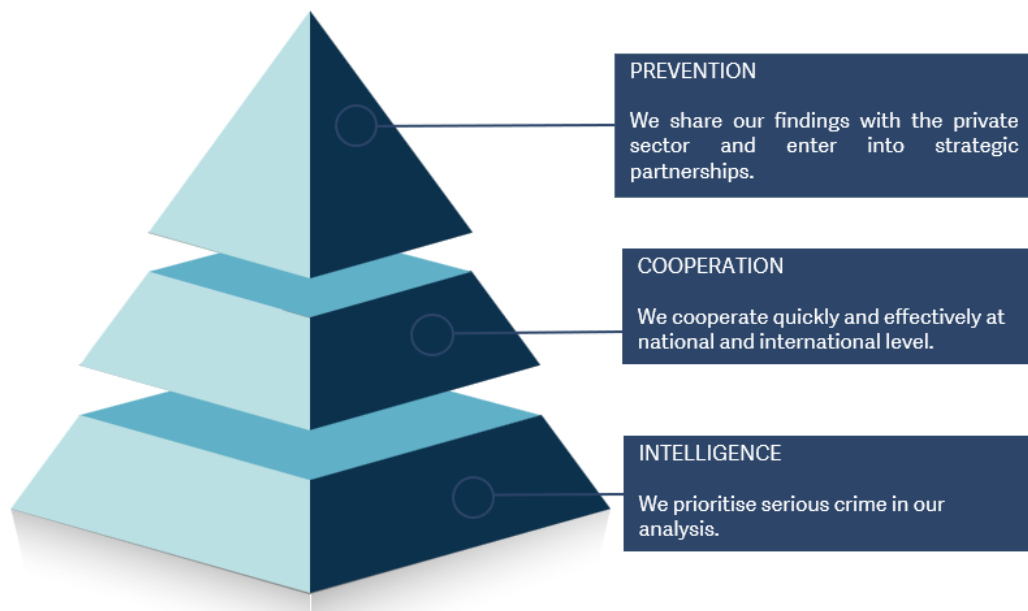 PREVENTION
We share our findings with the private
sector and enter into strategic
partnerships.
COOPERATION
We cooperate quickly and effectively at
national and international level.
INTELLIGENCE
We prioritise serious crime in our
analysis.